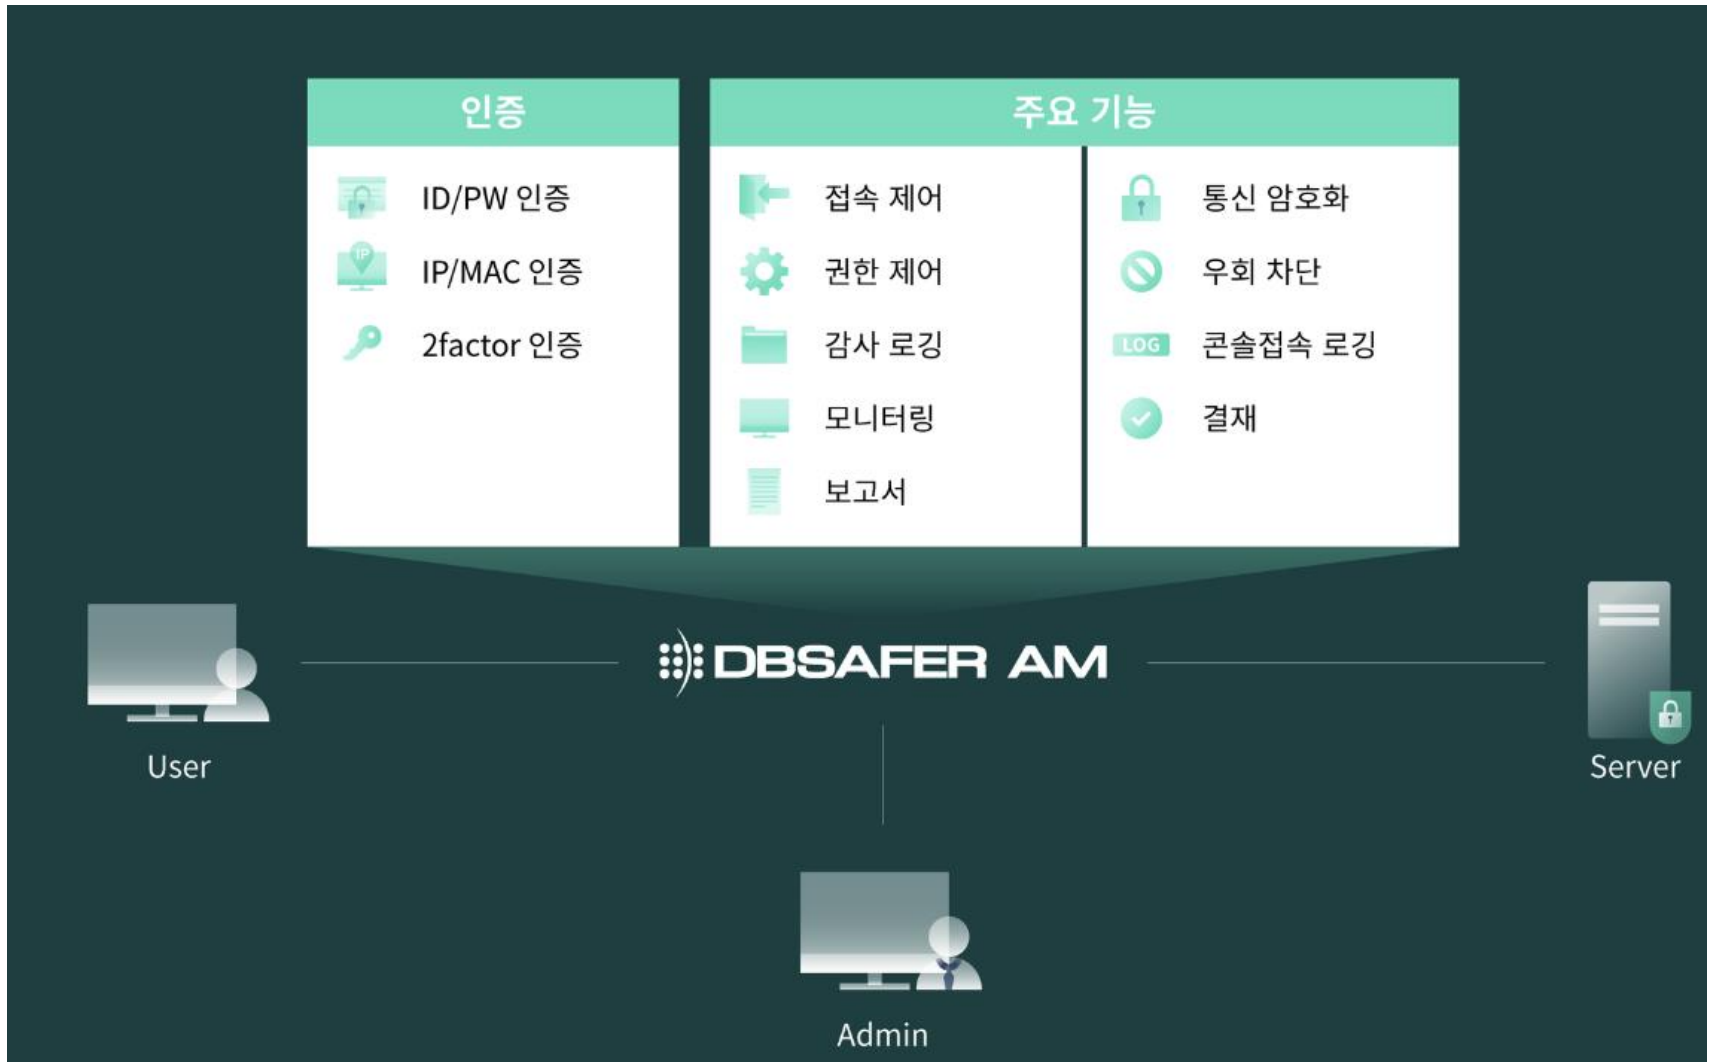 인증
ID/PW 인증
IP
IP/MAC 인증
2factor 인증
주요 기능
접속 제어
권한 제어
감사 로깅
모니터링
보고서
통신 암호화
우회 차단
LOG
콘솔접속 로깅
결재
DBSAFER AM
User
Server
Admin